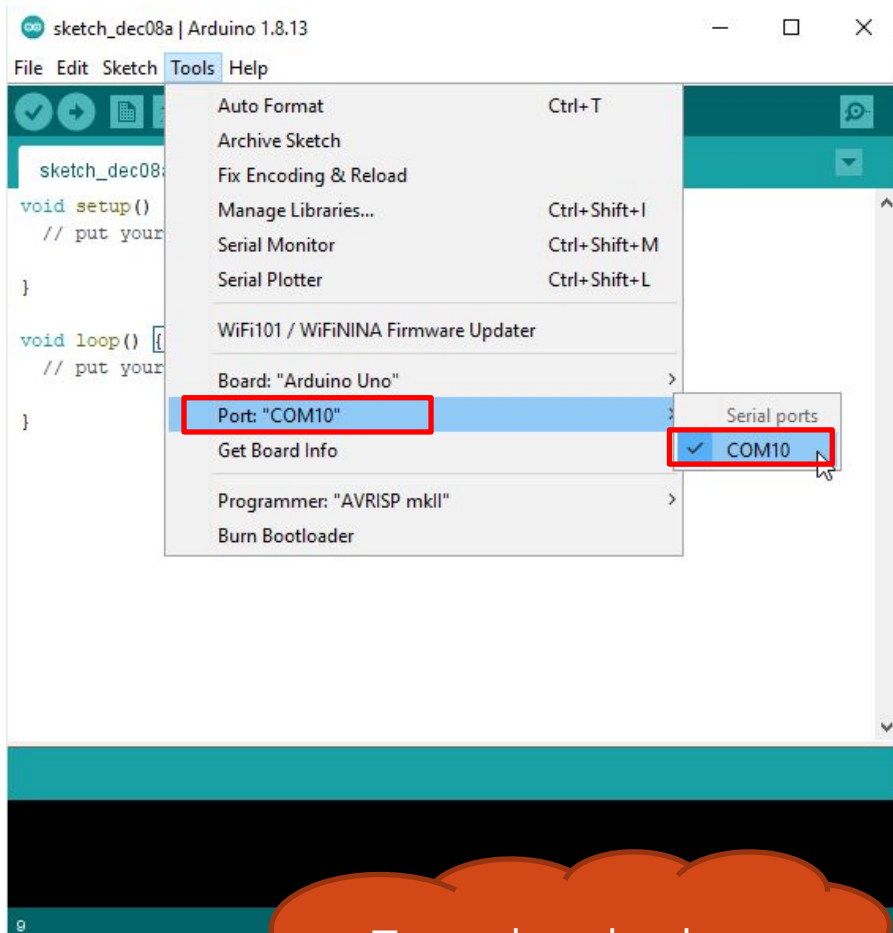 sketch_dec08a | Arduino 1.8.13
File Edit Sketch Tools Help
sketch_dec08a
void setup()
// put your
}
void loop() {
// put your
}
Auto Format Ctrl+T
Archive Sketch
Fix Encoding & Reload
Manage Libraries... Ctrl+Shift+I
Serial Monitor Ctrl+Shift+M
Serial Plotter Ctrl+Shift+L
WiFi101 / WiFiNINA Firmware Updater
Board: "Arduino Uno"
Port: "COM10"
Get Board Info
Programmer: "AVRISP mkII"
Burn Bootloader
Serial ports
COM10
9